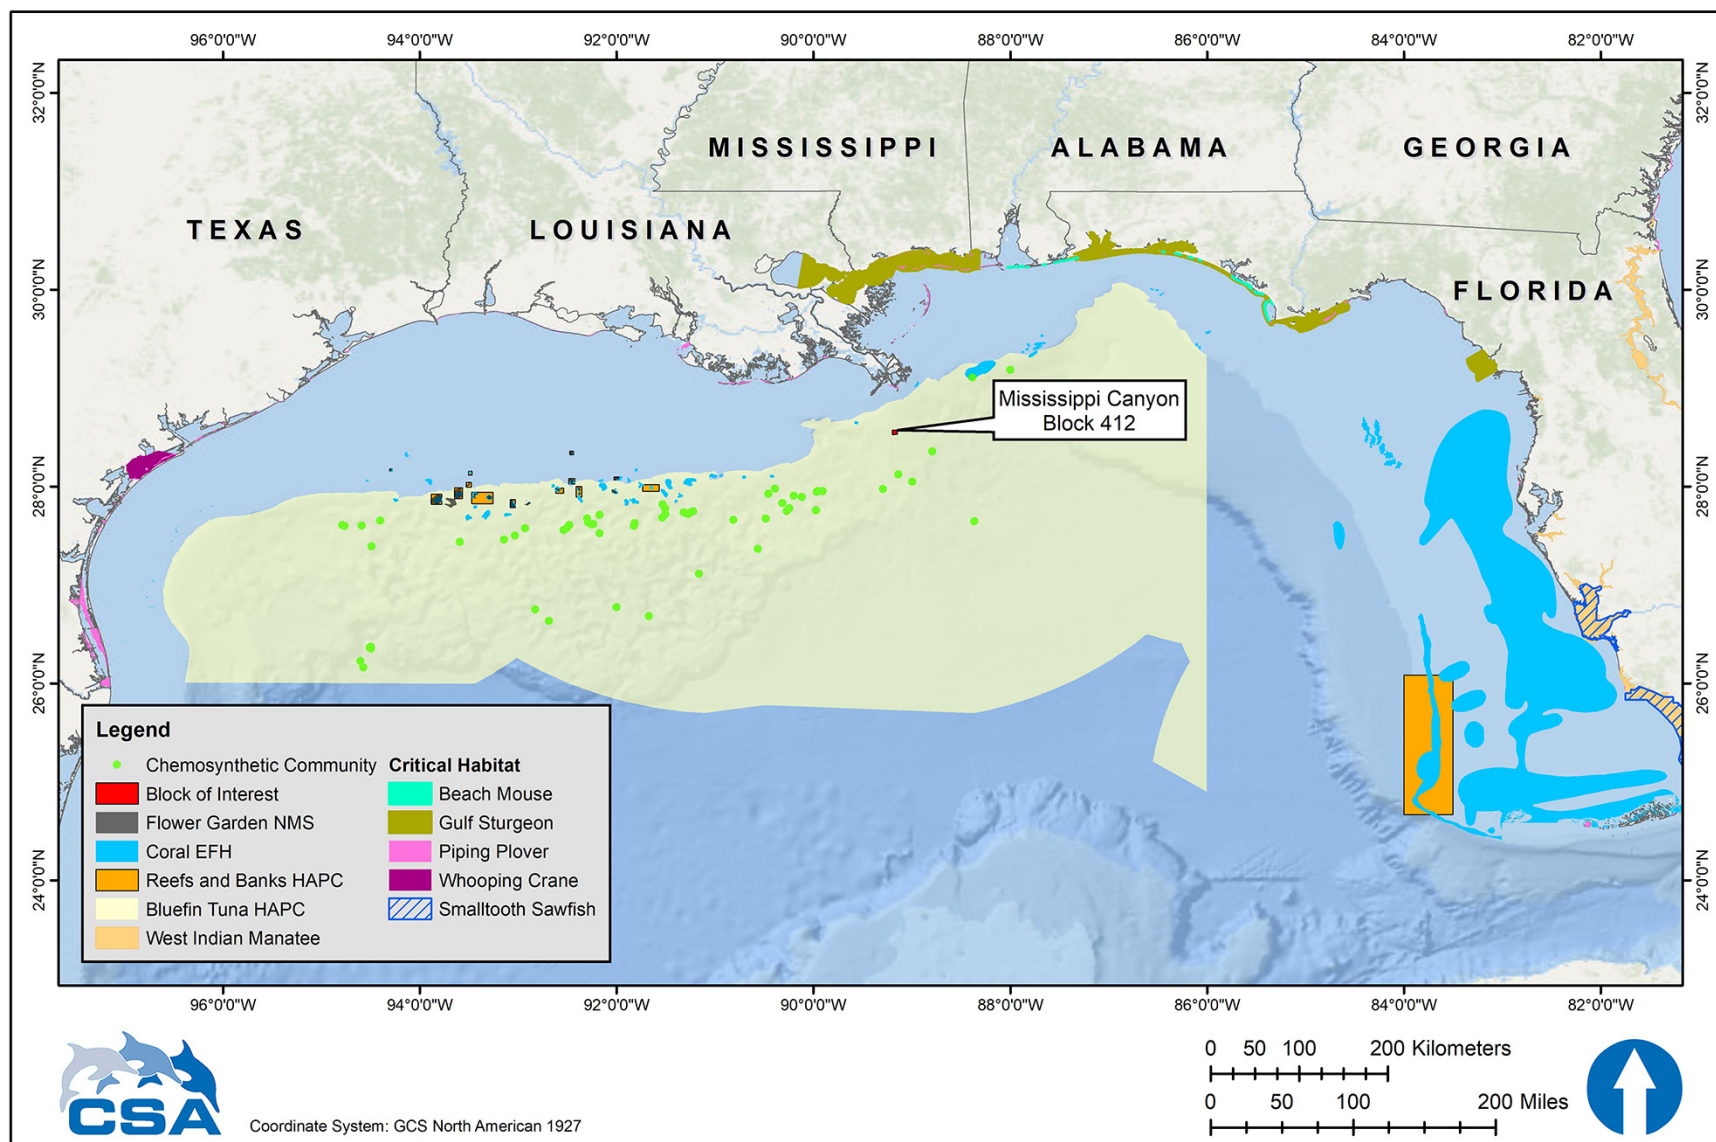 96°0'0"W 94°0'0"W 92°0'0"W 90°0'0"W 88°0'0"W 86°0'0"W 84°0'0"W 82°0'0"W
32°0'0"N 32°0'0"N
MISSISSIPPI ALABAMA GEORGIA
TEXAS LOUISIANA
30°0'0"N FLORIDA 30°0'0"N
Mississippi Canyon
Block 412
28°0'0"N 28°0'0"N
26°0'0"N 26°0'0"N
Legend
Chemosynthetic Community
Block of Interest
Flower Garden NMS
Coral EFH
Reefs and Banks HAPC
Bluefin Tuna HAPC
West Indian Manatee
Critical Habitat
Beach Mouse
Gulf Sturgeon
Piping Plover
Whooping Crane
Smalltooth Sawfish
24°0'0"N 24°0'0"N
96°0'0"W 94°0'0"W 92°0'0"W 90°0'0"W 88°0'0"W 86°0'0"W 84°0'0"W 82°0'0"W
CSA
Coordinate System: GCS North American 1927
0 50 100 200 Kilometers
0 50 100 200 Miles